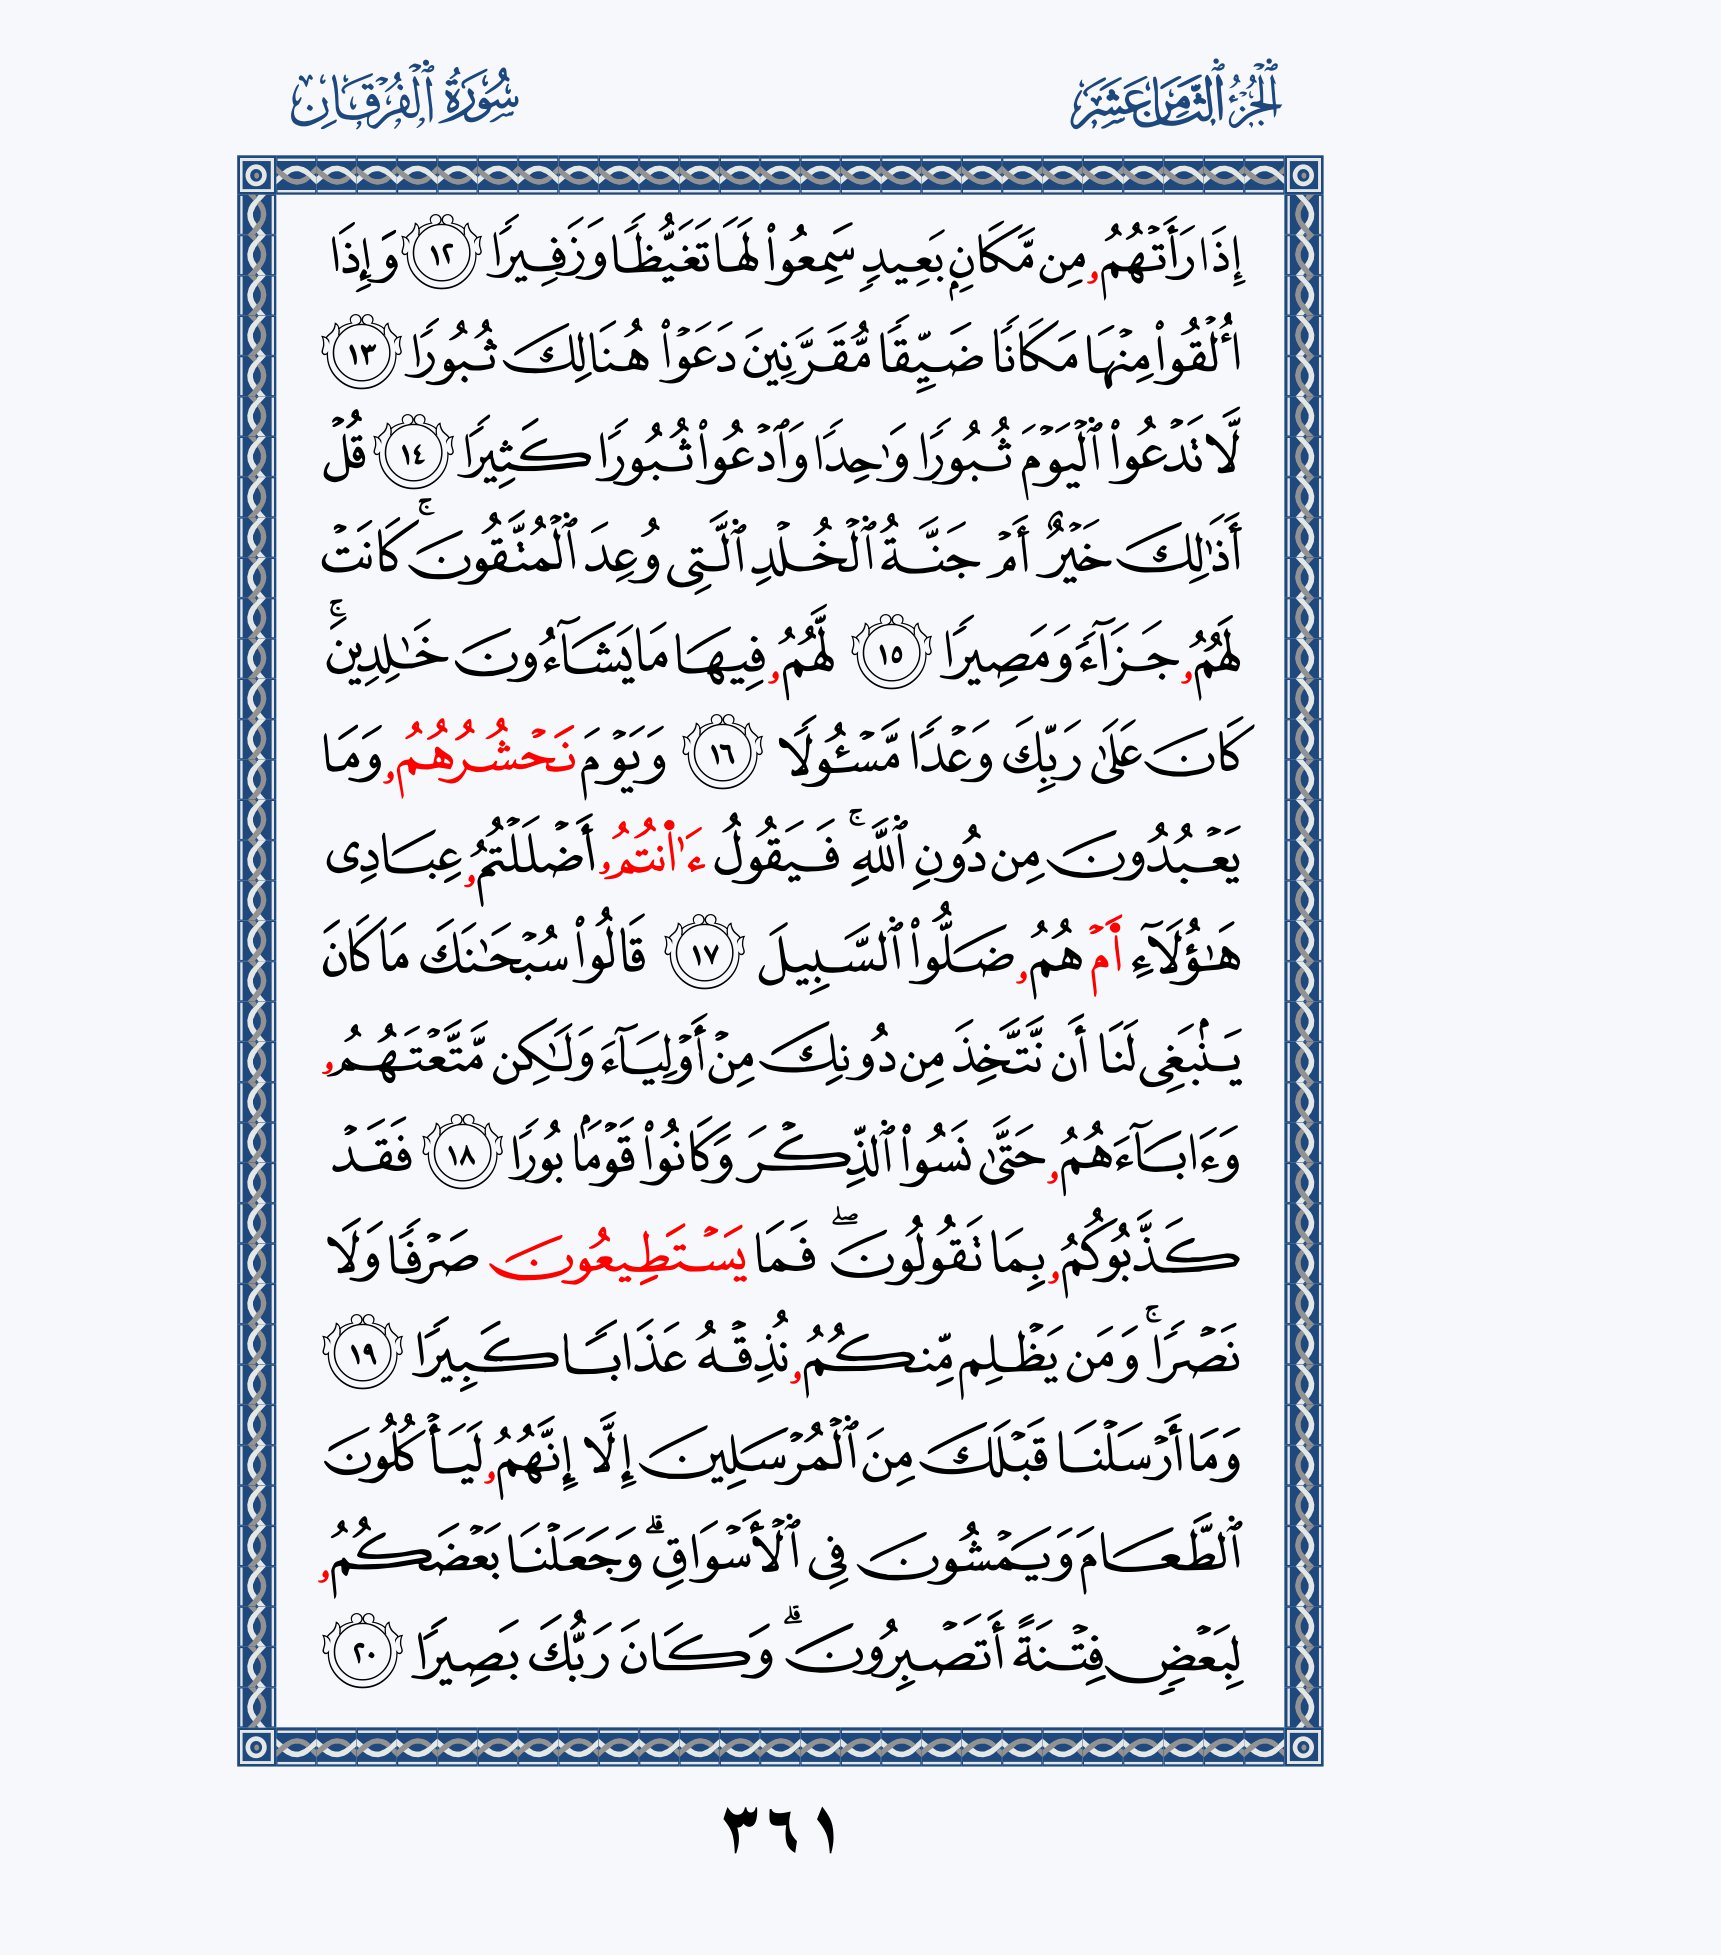 الجُزْءُ الثَّامِنَ عَشَرَ
سُورَةُ الْفُرْقَانِ
إِذَا رَأَتۡهُمُۥ مِن مَّكَانِۭ بَعِيدٖ سَمِعُواْ لَهَا تَغَيُّظٗا وَزَفِيرٗا ١٢ وَإِذَا
أُلۡقُواْ مِنۡهَا مَكَانٗا ضَيِّقٗا مُّقَرَّنِينَ دَعَوۡاْ هُنَالِكَ ثُبُورٗا ١٣
لَّا تَدۡعُواْ ٱلۡيَوۡمَ ثُبُورٗا وَٰحِدٗا وَٱدۡعُواْ ثُبُورٗا كَثِيرٗا ١٤ قُلۡ
أَذَٰلِكَ خَيۡرٌ أَمۡ جَنَّةُ ٱلۡخُلۡدِ ٱلَّتِي وُعِدَ ٱلۡمُتَّقُونَۚ كَانَتۡ
لَهُمُۥ جَزَآءٗ وَمَصِيرٗا ١٥ لَّهُمُۥ فِيهَا مَا يَشَآءُونَ خَٰلِدِينَۚ
كَانَ عَلَىٰ رَبِّكَ وَعۡدٗا مَّسۡـُٔولٗا ١٦ وَيَوۡمَ نَحۡشُرُهُمُۥ وَمَا
يَعۡبُدُونَ مِن دُونِ ٱللَّهِۚ فَيَقُولُ ءَا۬نتُمُۥ أَضۡلَلۡتُمُۥ عِبَادِي
هَٰٓؤُلَآءِ ا۬مۡ هُمُۥ ضَلُّواْ ٱلسَّبِيلَ ١٧ قَالُواْ سُبۡحَٰنَكَ مَا كَانَ
يَنۢبَغِي لَنَا أَن نَّتَّخِذَ مِن دُونِكَ مِنۡ أَوۡلِيَآءَ وَلَٰكِن مَّتَّعۡتَهُمُۥ
وَءَابَآءَهُمُۥ حَتَّىٰ نَسُواْ ٱلذِّكۡرَ وَكَانُواْ قَوۡمَۢا بُورٗا ١٨ فَقَدۡ
كَذَّبُوكُمُۥ بِمَا تَقُولُونَۖ فَمَا يَسۡتَطِيعُونَ صَرۡفٗا وَلَا
نَصۡرٗاۚ وَمَن يَظۡلِم مِّنكُمُۥ نُذِقۡهُ عَذَابٗا كَبِيرٗا ١٩
وَمَا أَرۡسَلۡنَا قَبۡلَكَ مِنَ ٱلۡمُرۡسَلِينَ إِلَّا إِنَّهُمُۥ لَيَأۡكُلُونَ
ٱلطَّعَامَ وَيَمۡشُونَ فِي ٱلۡأَسۡوَاقِۗ وَجَعَلۡنَا بَعۡضَكُمُۥ
لِبَعۡضٖ فِتۡنَةً أَتَصۡبِرُونَۗ وَكَانَ رَبُّكَ بَصِيرٗا ٢٠
٣٦١